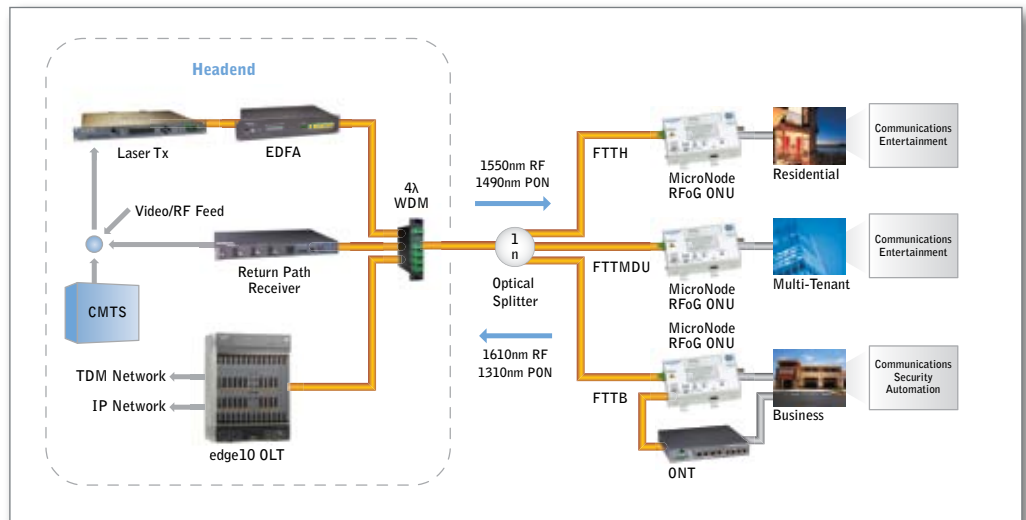 Headend
Laser Tx
EDFA
Video/RF Feed
Return Path
Receiver
CMTS
TDM Network
IP Network
edge10 OLT
4λ
WDM
1550nm RF
1490nm PON
1
n
Optical
Splitter
1610nm RF
1310nm PON
FTTH
MicroNode
RFoG ONU
Residential
Communications
Entertainment
FTTMDU
MicroNode
RFoG ONU
Multi-Tenant
Communications
Entertainment
MicroNode
RFoG ONU
FTTB
Business
Communications
Security
Automation
ONT